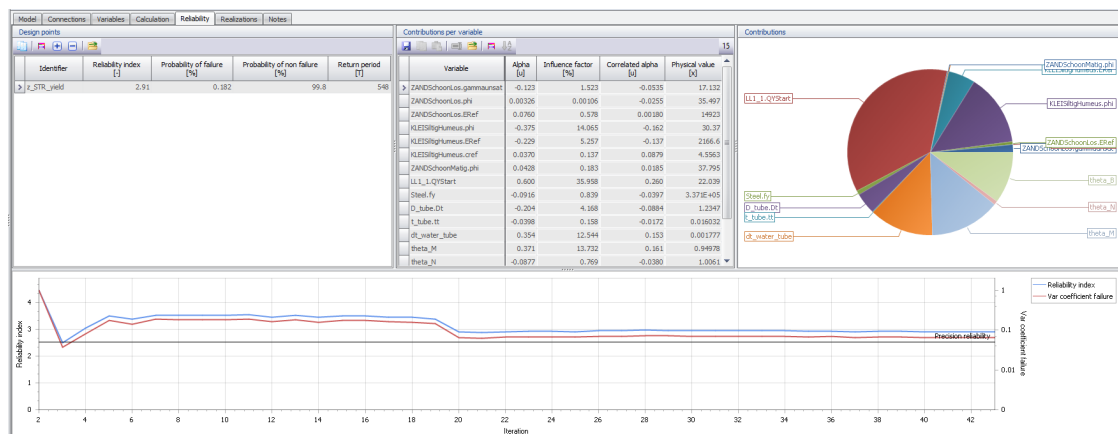 Model Connections Variables Calculation Reliability Realizations Notes
Design points
Identifier Reliability index [-] Probability of failure [%] Probability of non failure [%] Return period [T]
z_STR_yield 2.91 0.182 99.8 548
Contributions per variable
15
Variable Alpha [u] Influence factor [%] Correlated alpha [u] Physical value [x]
ZANDSchoonLos.gammaunsat -0.123 1.523 -0.0535 17.132
ZANDSchoonLos.phi 0.00326 0.00106 -0.0255 35.497
ZANDSchoonLos.ERef 0.0760 0.578 0.00180 14923
KLEISiltigHumeus.phi -0.375 14.065 -0.162 30.37
KLEISiltigHumeus.ERef -0.229 5.257 -0.137 2166.6
KLEISiltigHumeus.cref 0.0370 0.137 0.0879 4.5563
ZANDSchoonMatig.phi 0.0428 0.183 0.0185 37.795
LL1_1.QYStart 0.600 35.958 0.260 22.039
Steel.fy -0.0916 0.839 -0.0397 3.371E+05
D_tube.Dt -0.204 4.168 -0.0884 1.2347
t_tube.tt -0.0398 0.158 -0.0172 0.016032
dt_water_tube 0.354 12.544 0.153 0.001777
theta_M 0.371 13.732 0.161 0.94978
theta_N -0.0877 0.769 -0.0380 1.0061
Contributions
ZANDSchoonMatig.phi
KLEISiltigHumeus.ERef
LL1_1.QYStart
KLEISiltigHumeus.phi
ZANDSchoonLos.ERef
theta_B
Steel.fy
D_tube.Dt
theta_N
t_tube.tt
theta_M
dt_water_tube
Reliability index
Var coefficient failure
4
3
2
1
0
Reliability index
1
0.1
0.01
Var coefficient failure
Precision reliability
2 4 6 8 10 12 14 16 18 20 22 24 26 28 30 32 34 36 38 40 42
Iteration